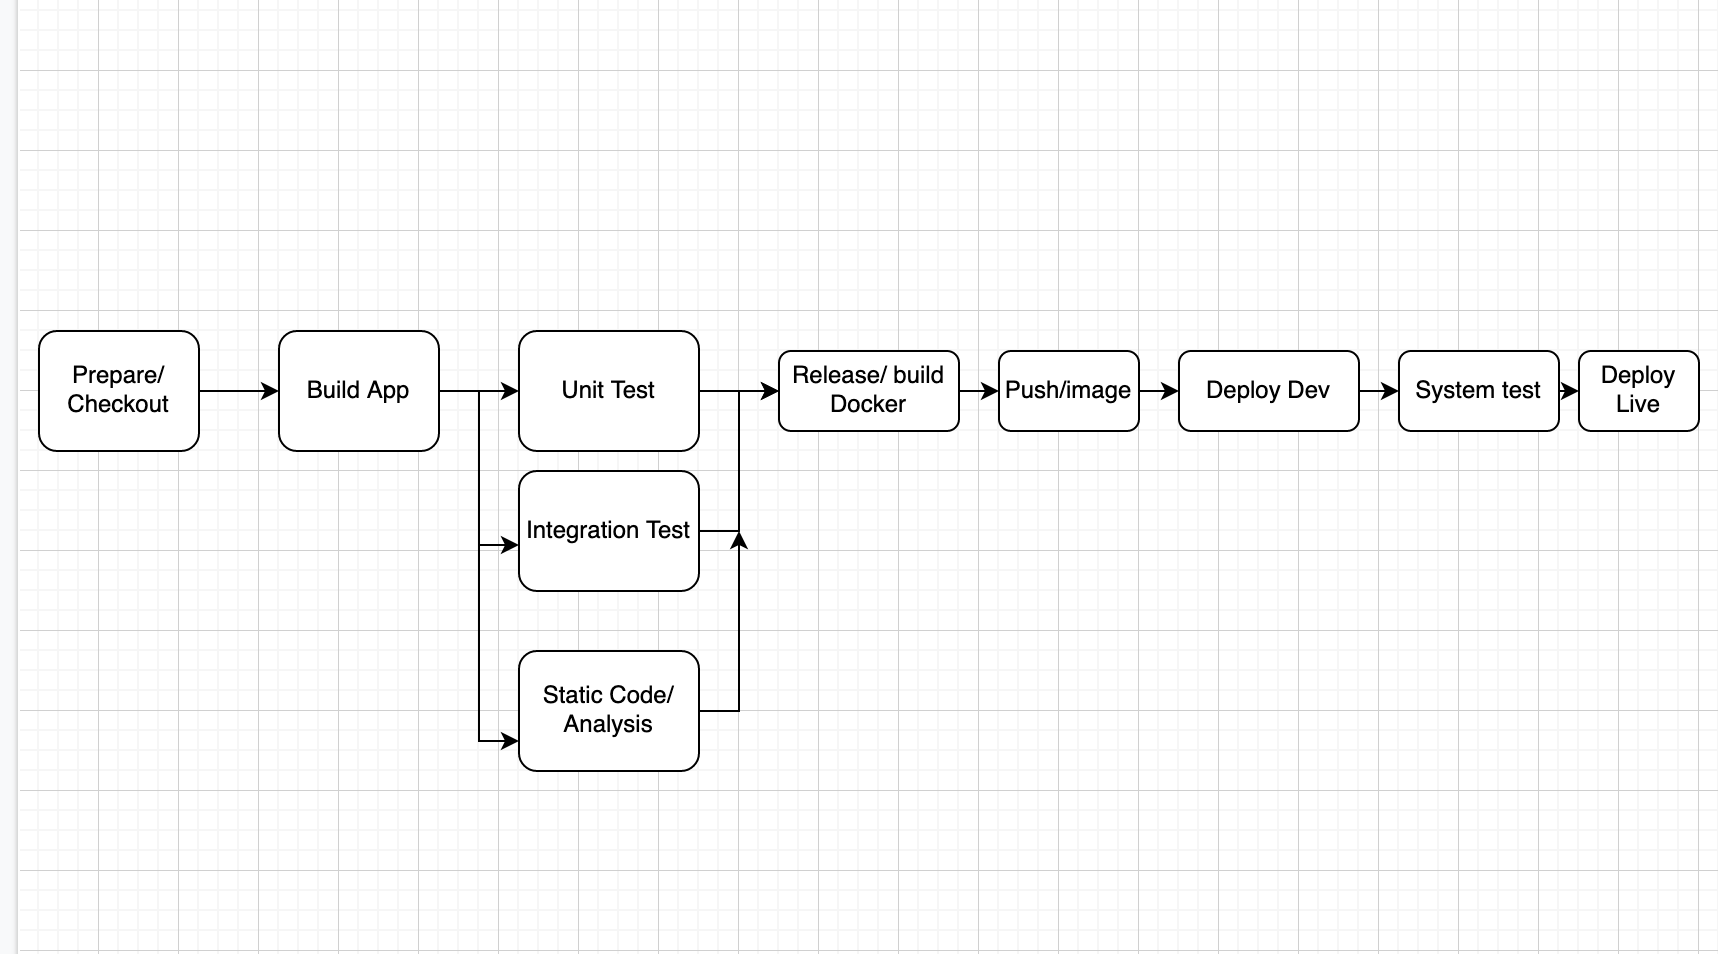 Prepare/
Checkout
Build App
Unit Test
Integration Test
Static Code/
Analysis
Release/ build
Docker
Push/image
Deploy Dev
System test
Deploy
Live